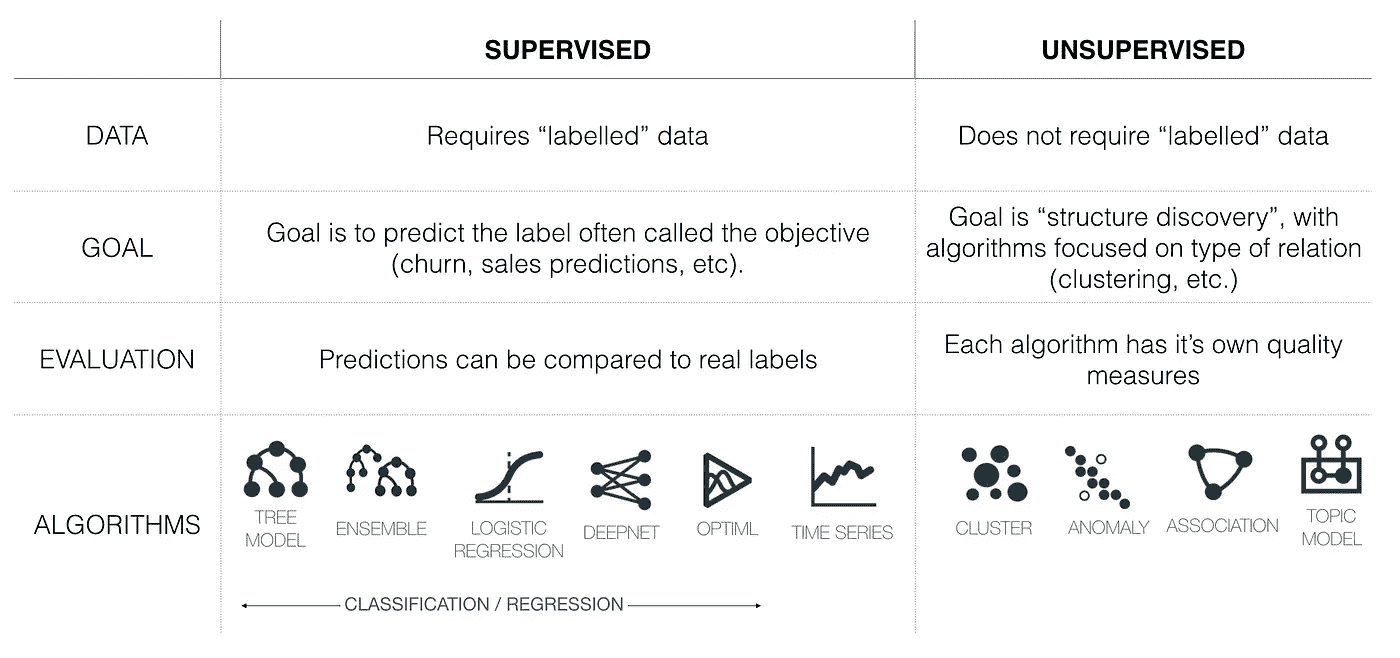 SUPERVISED
UNSUPERVISED
DATA
Requires “labelled” data
Does not require “labelled” data
GOAL
Goal is to predict the label often called the objective
(churn, sales predictions, etc).
Goal is “structure discovery”, with
algorithms focused on type of relation
(clustering, etc.)
EVALUATION
Predictions can be compared to real labels
Each algorithm has it’s own quality
measures
ALGORITHMS
TREE
MODEL
ENSEMBLE
LOGISTIC
REGRESSION
DEEPNET
OPTIML
TIME SERIES
CLUSTER
ANOMALY
ASSOCIATION
TOPIC
MODEL
CLASSIFICATION / REGRESSION